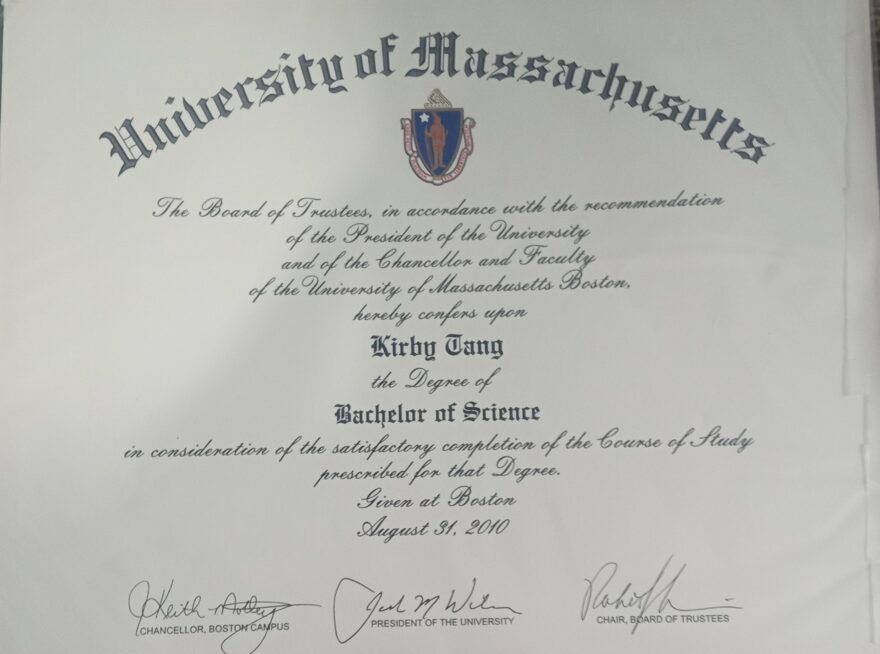 University of Massachusetts
The Board of Trustees, in accordance with the recommendation
of the President of the University
and of the Chancellor and Faculty
of the University of Massachusetts Boston,
hereby confers upon
Kirby Tang
the Degree of
Bachelor of Science
in consideration of the satisfactory completion of the Course of Study
prescribed for that Degree.
Given at Boston
August 31, 2010
CHANCELLOR, BOSTON CAMPUS
PRESIDENT OF THE UNIVERSITY
CHAIR, BOARD OF TRUSTEES